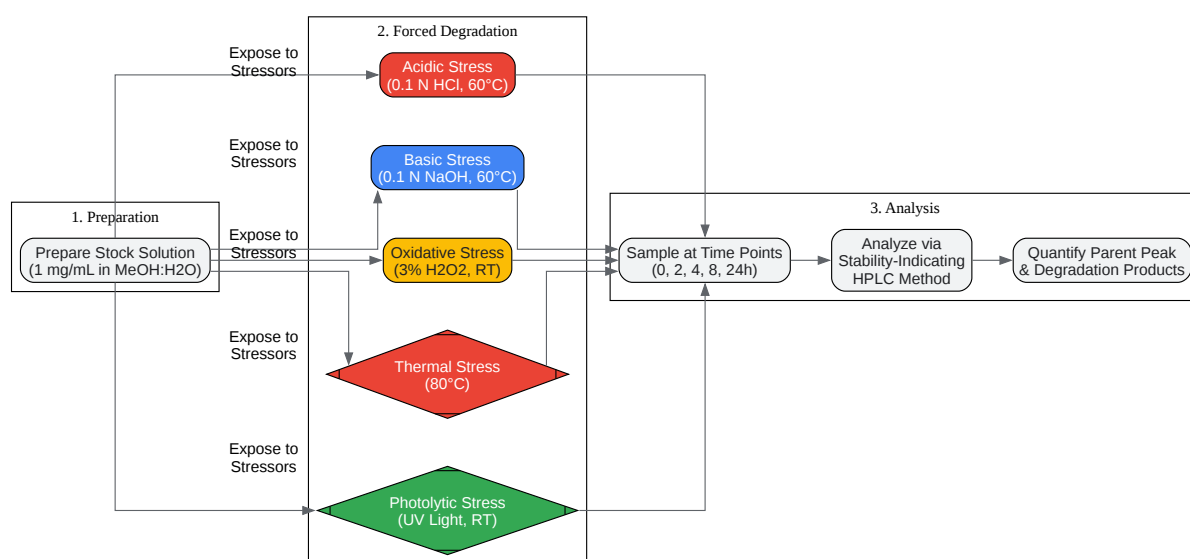 1. Preparation
Prepare Stock Solution
(1 mg/mL in MeOH:H2O)
Expose to
Stressors
Expose to
Stressors
Expose to
Stressors
Expose to
Stressors
Expose to
Stressors
2. Forced Degradation
Acidic Stress
(0.1 N HCl, 60°C)
Basic Stress
(0.1 N NaOH, 60°C)
Oxidative Stress
(3% H2O2, RT)
Thermal Stress
(80°C)
Photolytic Stress
(UV Light, RT)
3. Analysis
Sample at Time Points
(0, 2, 4, 8, 24h)
Analyze via
Stability-Indicating
HPLC Method
Quantify Parent Peak
& Degradation Products